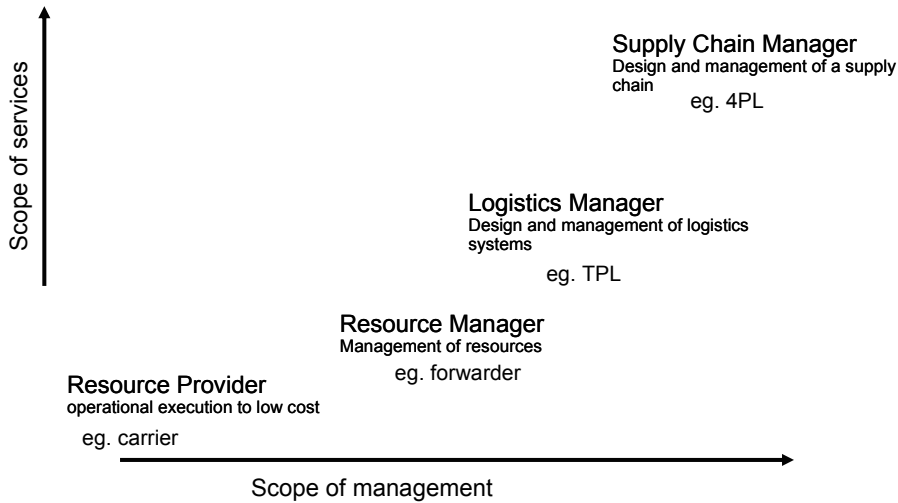 Supply Chain Manager
Design and management of a supply
chain
eg. 4PL
Scope of services
Logistics Manager
Design and management of logistics
systems
eg. TPL
Resource Manager
Management of resources
eg. forwarder
Resource Provider
operational execution to low cost
eg. carrier
Scope of management